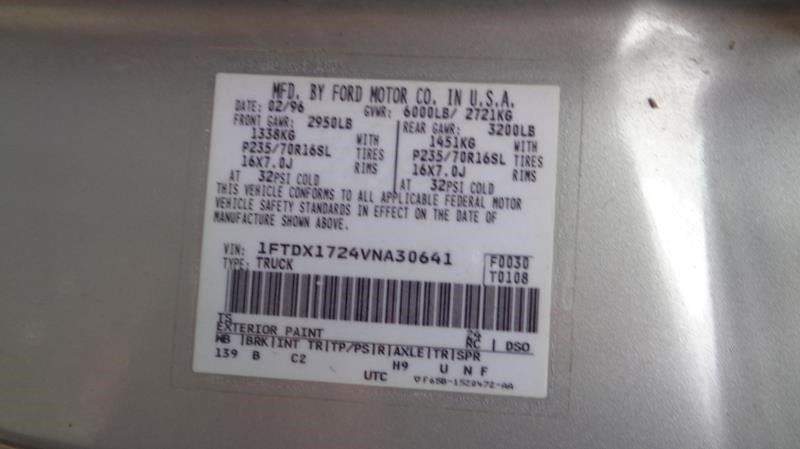 MFD. BY FORD MOTOR CO. IN U.S.A.
DATE: 02/96 GVWR: 6000LB/ 2721KG
FRONT GAWR: 2950LB REAR GAWR: 3200LB
1338KG WITH 1451KG WITH
P235/70R16SL TIRES P235/70R16SL TIRES
16X7.0J RIMS 16X7.0J RIMS
AT 32PSI COLD AT 32PSI COLD
THIS VEHICLE CONFORMS TO ALL APPLICABLE FEDERAL MOTOR
VEHICLE SAFETY STANDARDS IN EFFECT ON THE DATE OF
MANUFACTURE SHOWN ABOVE.
VIN: 1FTDX1724VNA30641 F0030
TYPE: TRUCK T0108
TS 24
EXTERIOR PAINT RC DSO
WB |BRK|INT TR|TP/PS|R|AXLE|TR|SPR
139 B C2 H9 U N F
UTC ▽F65B-1520472-AA